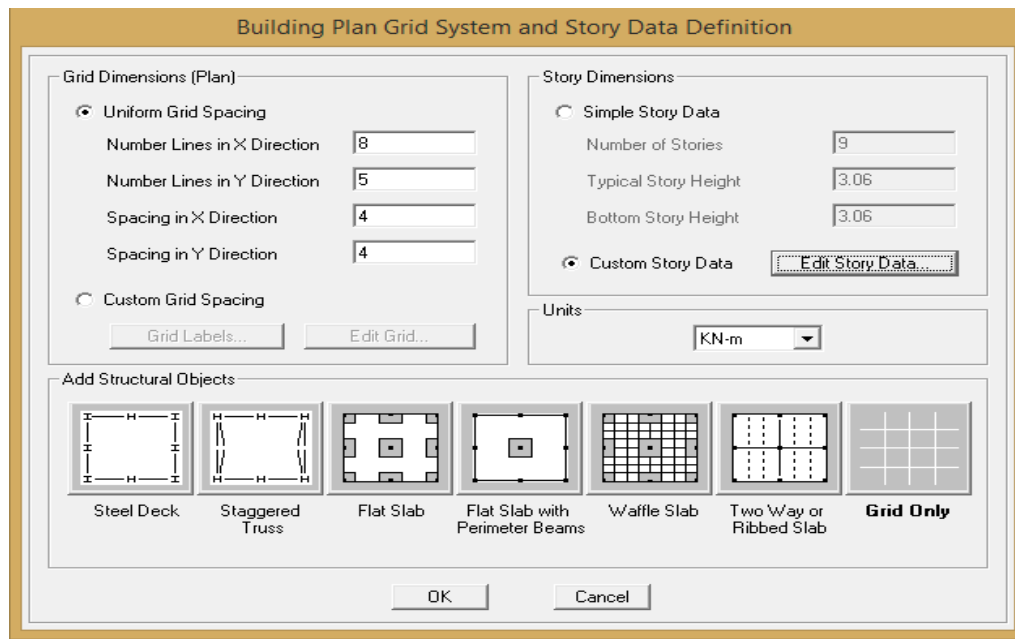 Building Plan Grid System and Story Data Definition
Grid Dimensions (Plan)
Uniform Grid Spacing
Number Lines in X Direction 8
Number Lines in Y Direction 5
Spacing in X Direction 4
Spacing in Y Direction 4
Custom Grid Spacing
Grid Labels... Edit Grid...
Story Dimensions
Simple Story Data
Number of Stories 9
Typical Story Height 3.06
Bottom Story Height 3.06
Custom Story Data Edit Story Data...
Units
KN-m
Add Structural Objects
Steel Deck
Staggered
Truss
Flat Slab
Flat Slab with
Perimeter Beams
Waffle Slab
Two Way or
Ribbed Slab
Grid Only
OK Cancel